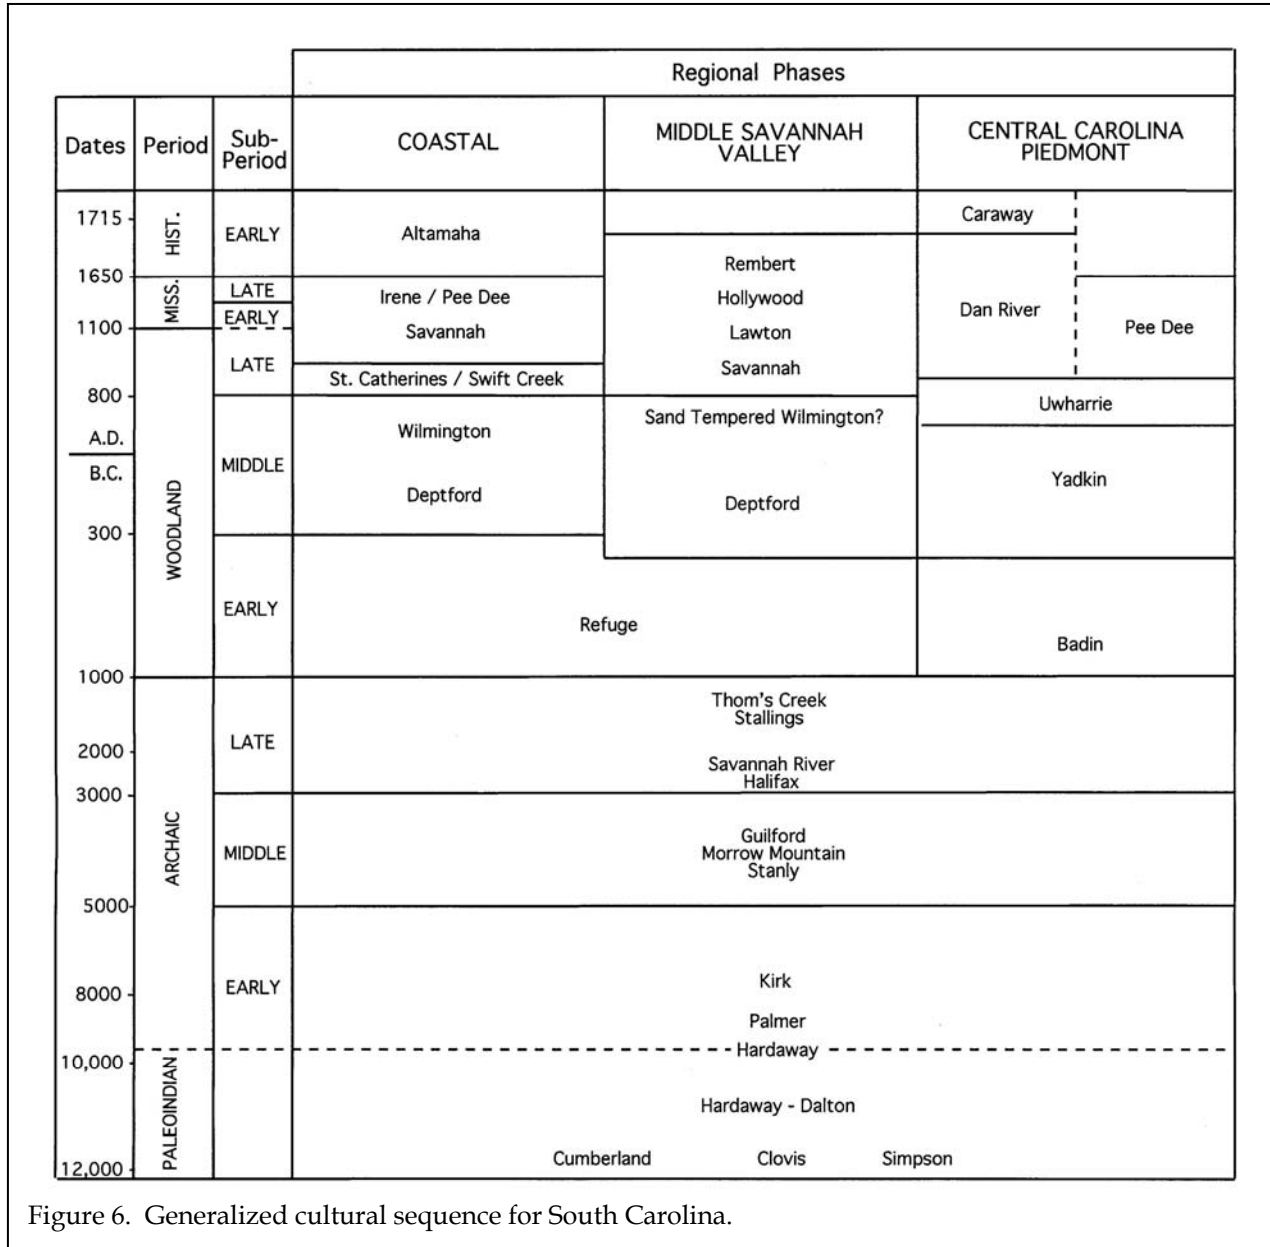 Regional Phases
Dates
Period
Sub-
Period
COASTAL
MIDDLE SAVANNAH
VALLEY
CENTRAL CAROLINA
PIEDMONT
1715
HIST.
EARLY
Altamaha
Caraway
1650
MISS.
LATE
EARLY
Irene / Pee Dee
Savannah
Rembert
Hollywood
Lawton
Savannah
Dan River
Pee Dee
1100
WOODLAND
LATE
St. Catherines / Swift Creek
800
A.D.
B.C.
MIDDLE
Wilmington
Deptford
Sand Tempered Wilmington?
Deptford
Uwharrie
Yadkin
300
EARLY
Refuge
Badin
1000
ARCHAIC
LATE
Thom's Creek
Stallings
2000
Savannah River
Halifax
3000
MIDDLE
Guilford
Morrow Mountain
Stanly
5000
EARLY
Kirk
8000
Palmer
Hardaway
10,000
PALEOINDIAN
Hardaway - Dalton
Cumberland
Clovis
Simpson
12,000
Figure 6. Generalized cultural sequence for South Carolina.